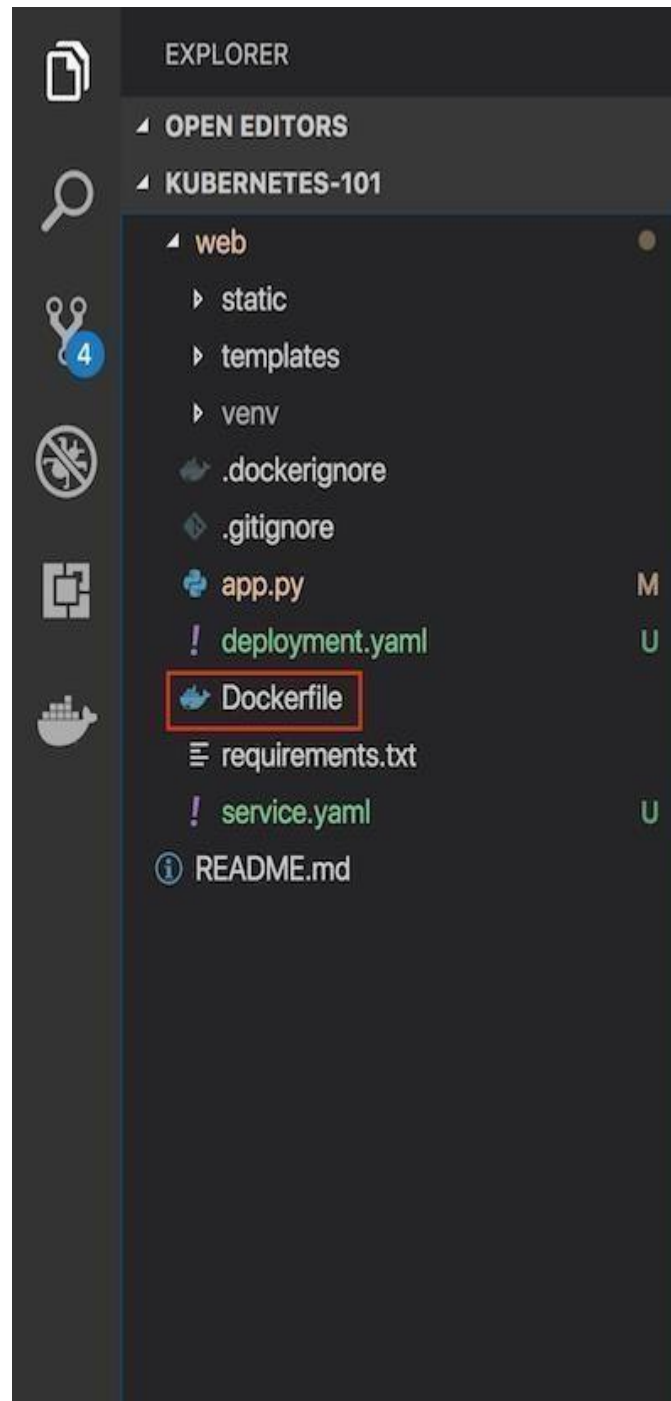 EXPLORER
OPEN EDITORS
KUBERNETES-101
web
static
4
templates
venv
.dockerignore
.gitignore
app.py M
! deployment.yaml U
Dockerfile
requirements.txt
! service.yaml U
README.md